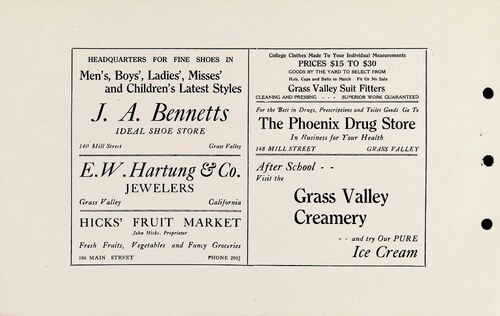 HEADQUARTERS FOR FINE SHOES IN
Men's, Boys', Ladies', Misses'
and Children's Latest Styles
J. A. Bennetts
IDEAL SHOE STORE
140 Mill Street Grass Valley
E. W. Hartung & Co.
JEWELERS
Grass Valley California
HICKS' FRUIT MARKET
John Hicks, Proprietor
Fresh Fruits, Vegetables and Fancy Groceries
MAIN STREET PHONE
College Clothes Made To Your Individual Measurements
PRICES $15 TO $30
GOODS BY THE YARD TO SELECT FROM
Hats, Caps and Belts to Match Fit Or No Sale
Grass Valley Suit Fitters
CLEANING AND PRESSING - - - SUPERIOR WORK GUARANTEED
For the Best in Drugs, Prescriptions and Toilet Goods Go To
The Phoenix Drug Store
In Business for Your Health
148 MILL STREET GRASS VALLEY
After School - -
Visit the
Grass Valley
Creamery
- - and try Our PURE
Ice Cream